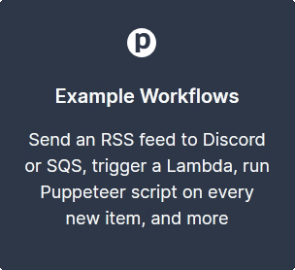 p
Example Workflows
Send an RSS feed to Discord
or SQS, trigger a Lambda, run
Puppeteer script on every
new item, and more